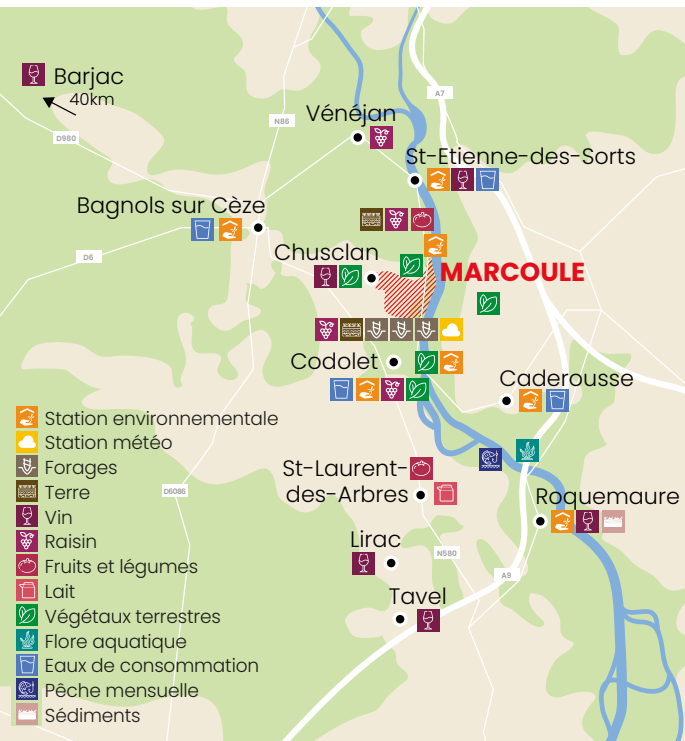 Barjac
40km
A7
N86
Vénéjan
D980
St-Etienne-des-Sorts
Bagnols sur Cèze
D6
Chusclan
MARCOULE
Codolet
Caderousse
Station environnementale
Station météo
Forages
Terre
Vin
Raisin
Fruits et légumes
Lait
Végétaux terrestres
Flore aquatique
Eaux de consommation
Pêche mensuelle
Sédiments
D6086
St-Laurent-
des-Arbres
Roquemaure
Lirac
N580
A9
Tavel